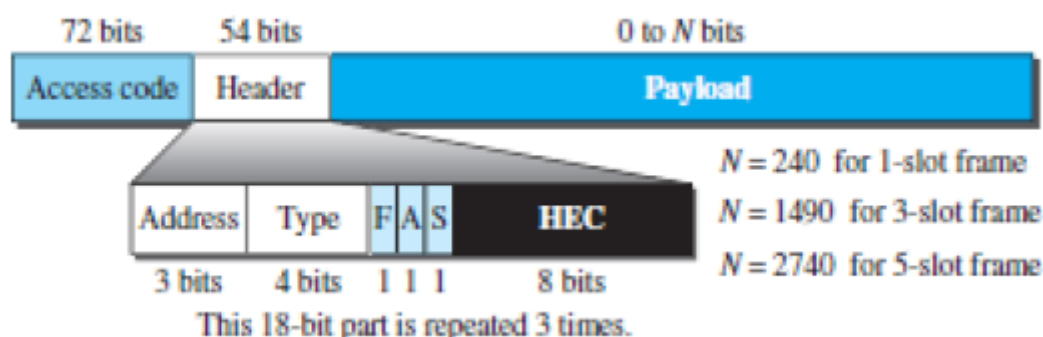 72 bits 54 bits 0 to N bits
Access code Header Payload
N = 240 for 1-slot frame
Address Type F A S HEC
N = 1490 for 3-slot frame
3 bits 4 bits 1 1 1 8 bits
N = 2740 for 5-slot frame
This 18-bit part is repeated 3 times.